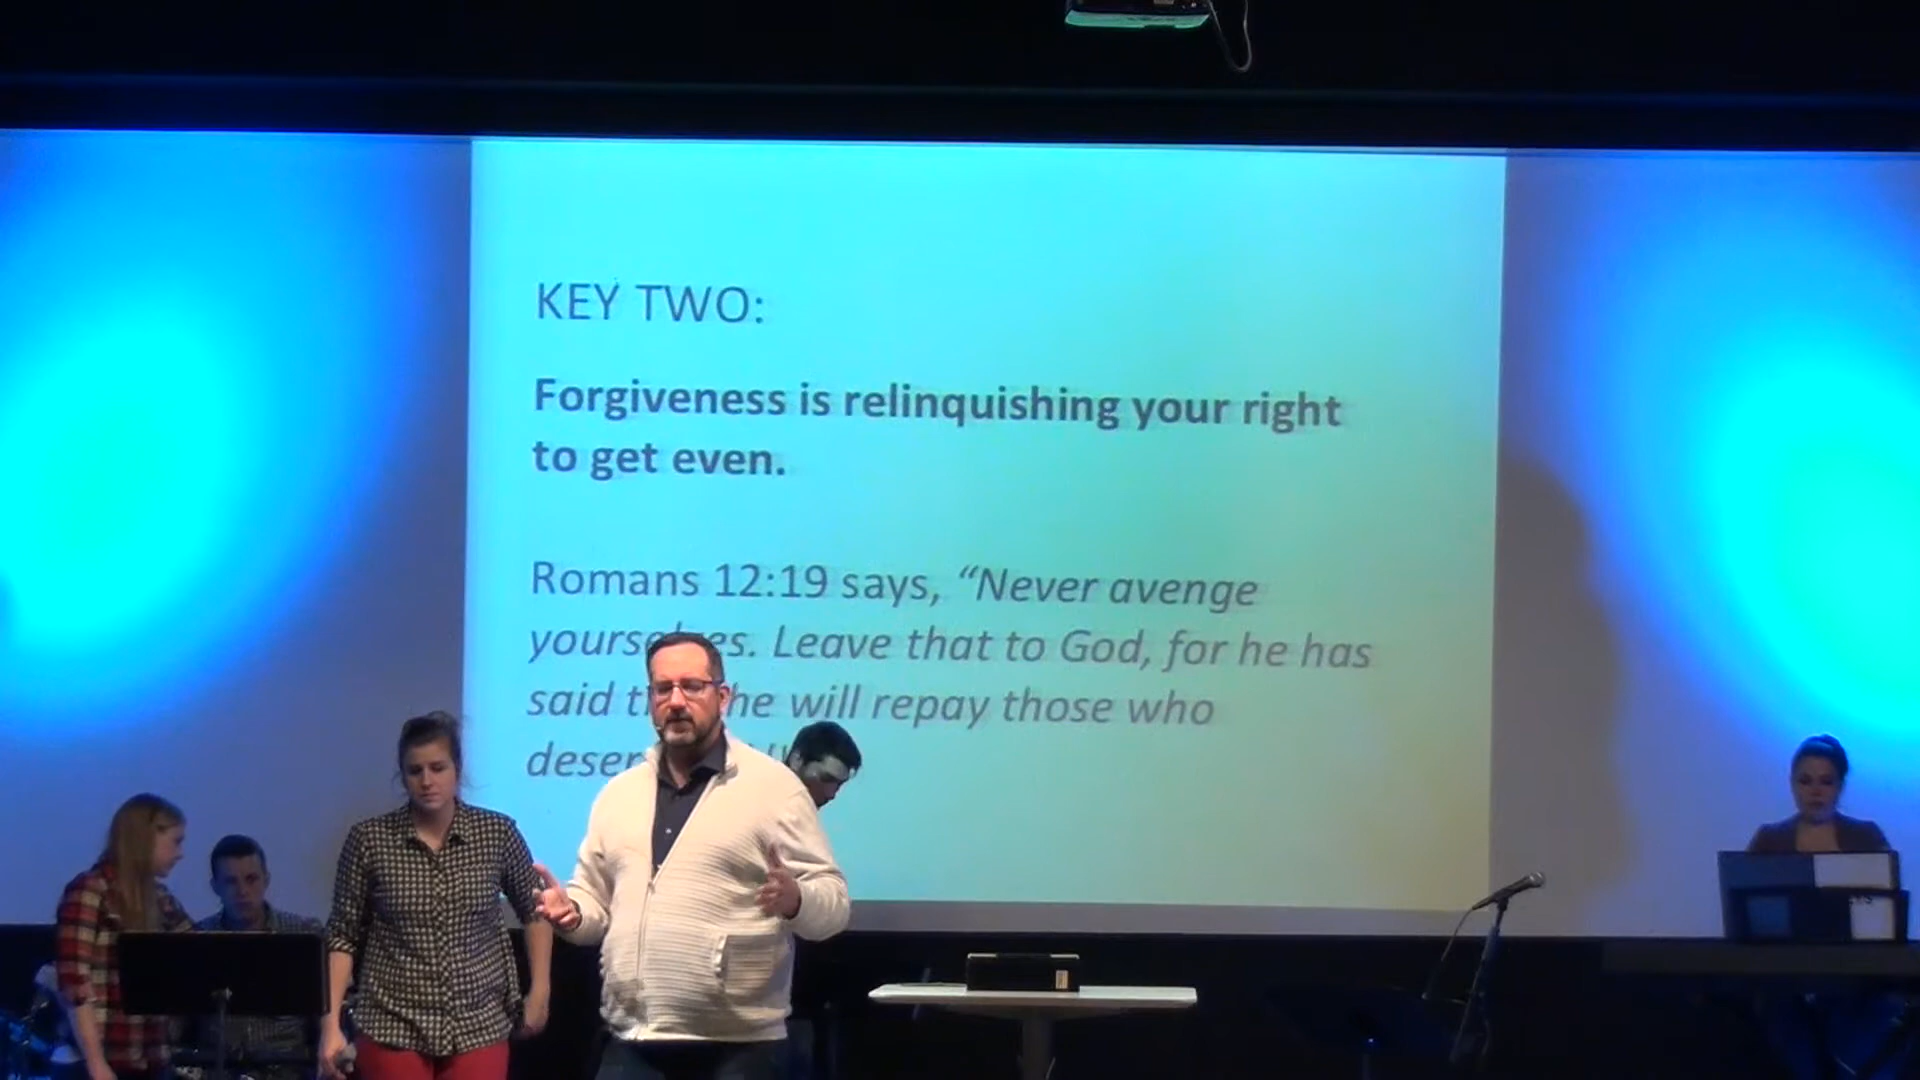 KEY TWO:
Forgiveness is relinquishing your right
to get even.
Romans 12:19 says, “Never avenge
yourselves. Leave that to God, for he has
said he will repay those who